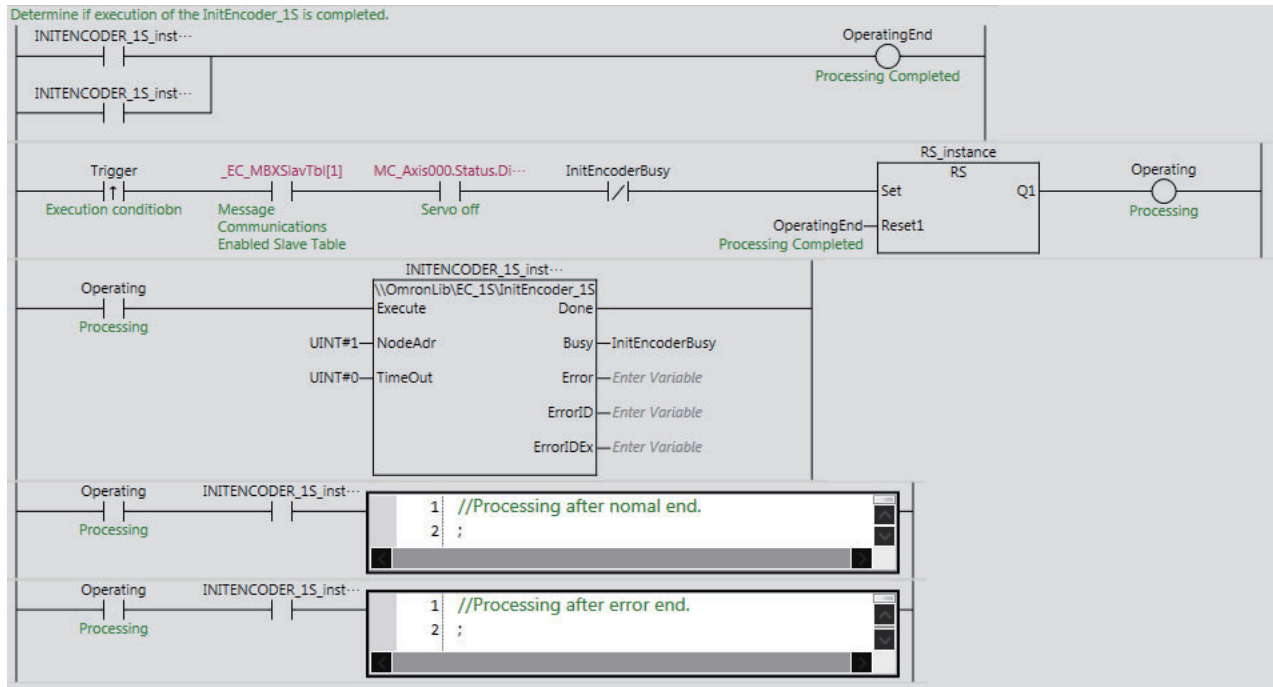 Determine if execution of the InitEncoder_1S is completed.
INITENCODER_1S_inst···
OperatingEnd
Processing Completed
INITENCODER_1S_inst···
RS_instance
Trigger
_EC_MBXSlavTbl[1]
MC_Axis000.Status.Di···
InitEncoderBusy
RS
Operating
Set
Q1
Execution conditiobn
Message
Communications
Enabled Slave Table
Servo off
Processing
OperatingEnd
Reset1
Processing Completed
INITENCODER_1S_inst···
Operating
\\OmronLib\EC_1S\InitEncoder_1S
Execute
Done
Processing
UINT#1
NodeAdr
Busy
InitEncoderBusy
UINT#0
TimeOut
Error
Enter Variable
ErrorID
Enter Variable
ErrorIDEx
Enter Variable
Operating
INITENCODER_1S_inst···
Processing
1 //Processing after nomal end.
2 ;
Operating
INITENCODER_1S_inst···
Processing
1 //Processing after error end.
2 ;